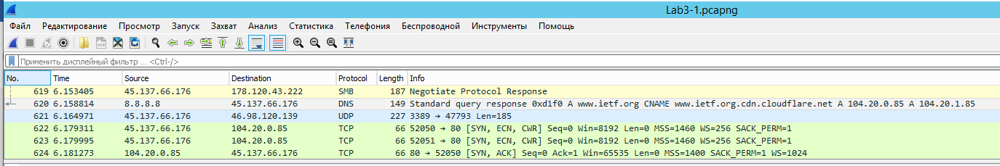 Lab3-1.pcapng
Файл Редактирование Просмотр Запуск Захват Анализ Статистика Телефония Беспроводной Инструменты Помощь
Применить дисплейный фильтр ... <Ctrl-/>
No. Time Source Destination Protocol Length Info
619 6.153405 45.137.66.176 178.120.43.222 SMB 187 Negotiate Protocol Response
620 6.158814 8.8.8.8 45.137.66.176 DNS 149 Standard query response 0xd1f0 A www.ietf.org CNAME www.ietf.org.cdn.cloudflare.net A 104.20.0.85 A 104.20.1.85
621 6.164971 45.137.66.176 46.98.120.139 UDP 227 3389 → 47793 Len=185
622 6.179311 45.137.66.176 104.20.0.85 TCP 66 52050 → 80 [SYN, ECN, CWR] Seq=0 Win=8192 Len=0 MSS=1460 WS=256 SACK_PERM=1
623 6.179995 45.137.66.176 104.20.0.85 TCP 66 52051 → 80 [SYN, ECN, CWR] Seq=0 Win=8192 Len=0 MSS=1460 WS=256 SACK_PERM=1
624 6.181273 104.20.0.85 45.137.66.176 TCP 66 80 → 52050 [SYN, ACK] Seq=0 Ack=1 Win=65535 Len=0 MSS=1400 SACK_PERM=1 WS=1024